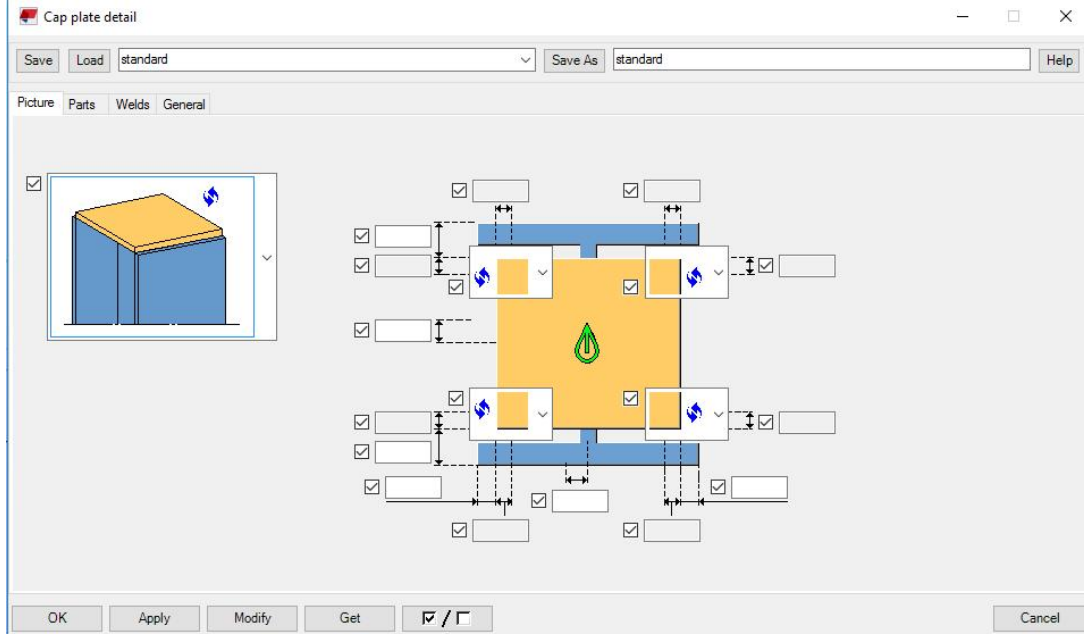 Cap plate detail
Save Load standard Save As standard Help
Picture Parts Welds General
OK Apply Modify Get / Cancel